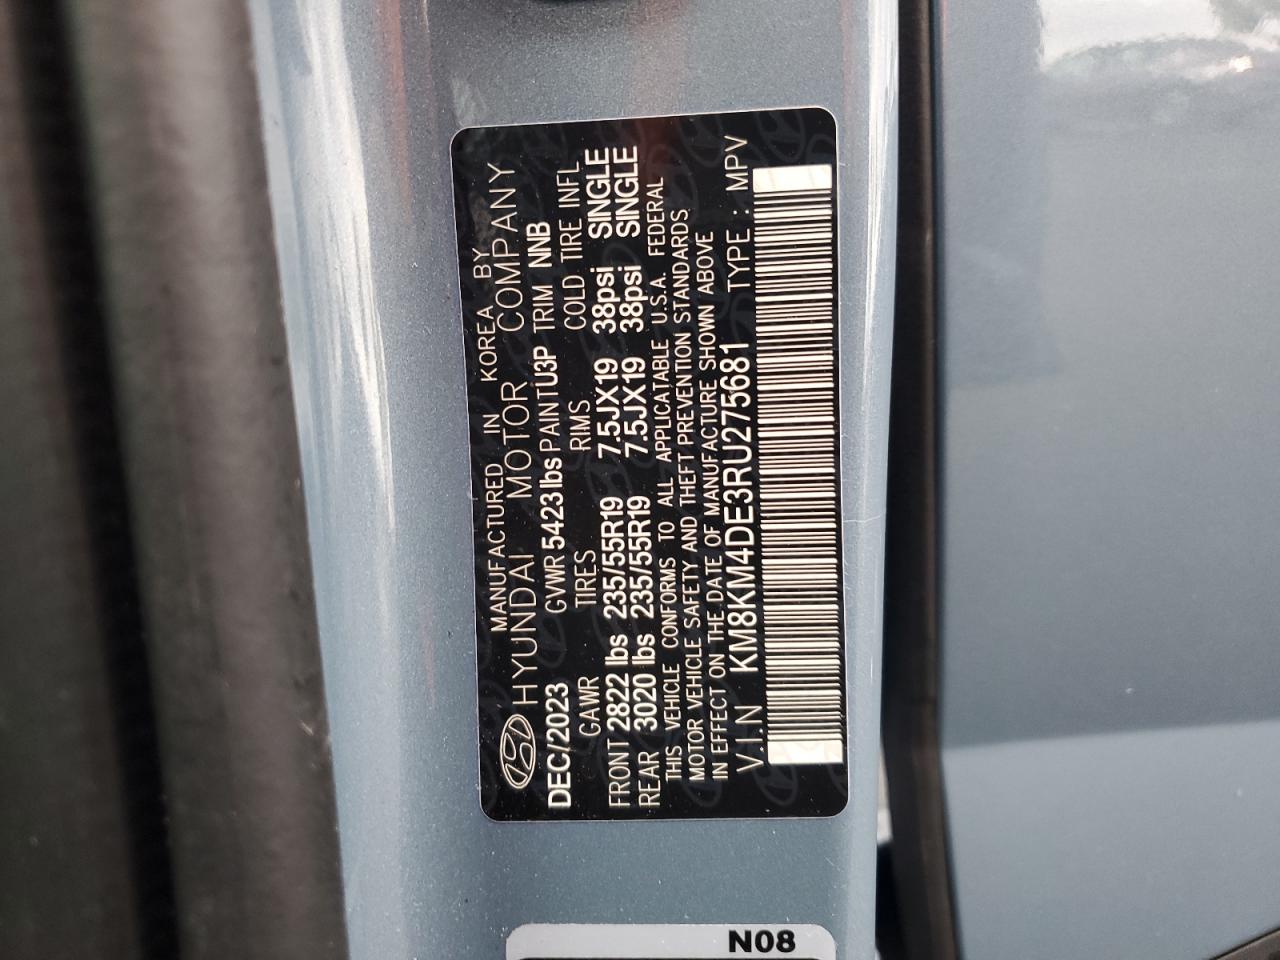 MANUFACTURED IN KOREA BY
HYUNDAI MOTOR COMPANY
DEC/2023 GVWR 5423 lbs PAINT U3P TRIM NNB
GAWR TIRES RIMS COLD TIRE INFL
FRONT 2822 lbs 235/55R19 7.5JX19 38psi SINGLE
REAR 3020 lbs 235/55R19 7.5JX19 38psi SINGLE
THIS VEHICLE CONFORMS TO ALL APPLICATABLE U.S.A. FEDERAL
MOTOR VEHICLE SAFETY AND THEFT PREVENTION STANDARDS
IN EFFECT ON THE DATE OF MANUFACTURE SHOWN ABOVE
V.I.N KM8KM4DE3RU275681 TYPE : MPV
N08